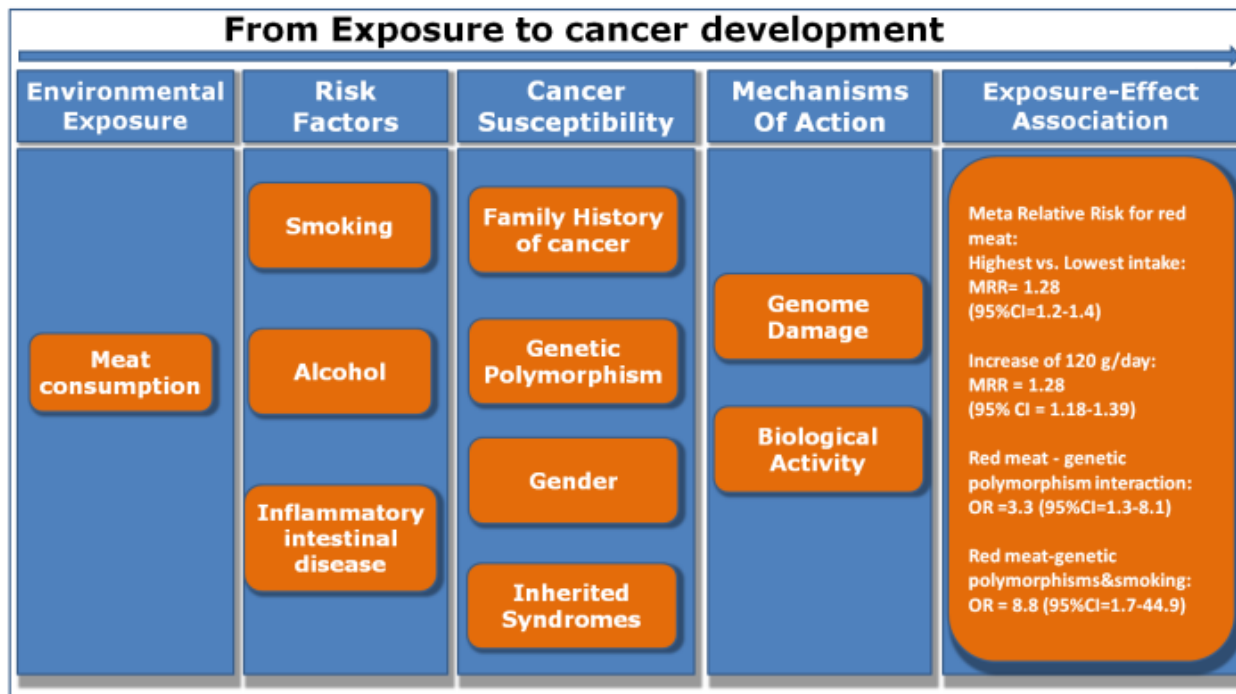 From Exposure to cancer development
Environmental
Exposure
Risk
Factors
Cancer
Susceptibility
Mechanisms
Of Action
Exposure-Effect
Association
Meat
consumption
Smoking
Alcohol
Inflammatory
intestinal
disease
Family History
of cancer
Genetic
Polymorphism
Gender
Inherited
Syndromes
Genome
Damage
Biological
Activity
Meta Relative Risk for red
meat:
Highest vs. Lowest intake:
MRR= 1.28
(95%CI=1.2-1.4)
Increase of 120 g/day:
MRR = 1.28
(95% CI = 1.18-1.39)
Red meat - genetic
polymorphism interaction:
OR =3.3 (95%CI=1.3-8.1)
Red meat-genetic
polymorphisms&smoking:
OR = 8.8 (95%CI=1.7-44.9)